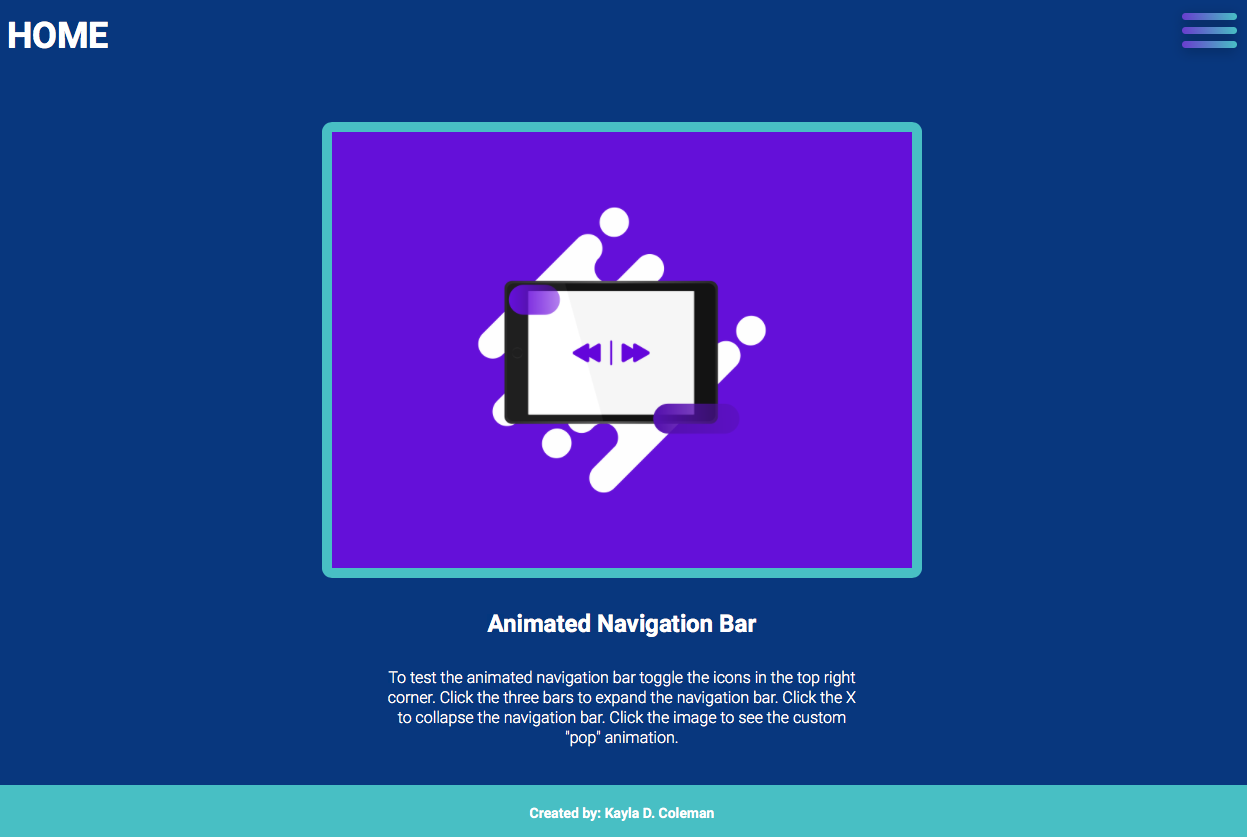 HOME
Animated Navigation Bar
To test the animated navigation bar toggle the icons in the top right
corner. Click the three bars to expand the navigation bar. Click the X
to collapse the navigation bar. Click the image to see the custom
"pop" animation.
Created by: Kayla D. Coleman